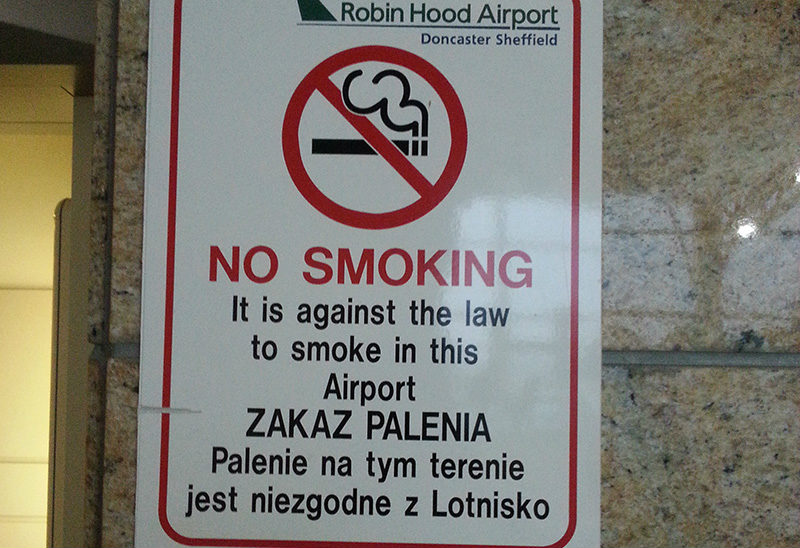 Robin Hood Airport
Doncaster Sheffield
NO SMOKING
It is against the law
to smoke in this
Airport
ZAKAZ PALENIA
Palenie na tym terenie
jest niezgodne z Lotnisko